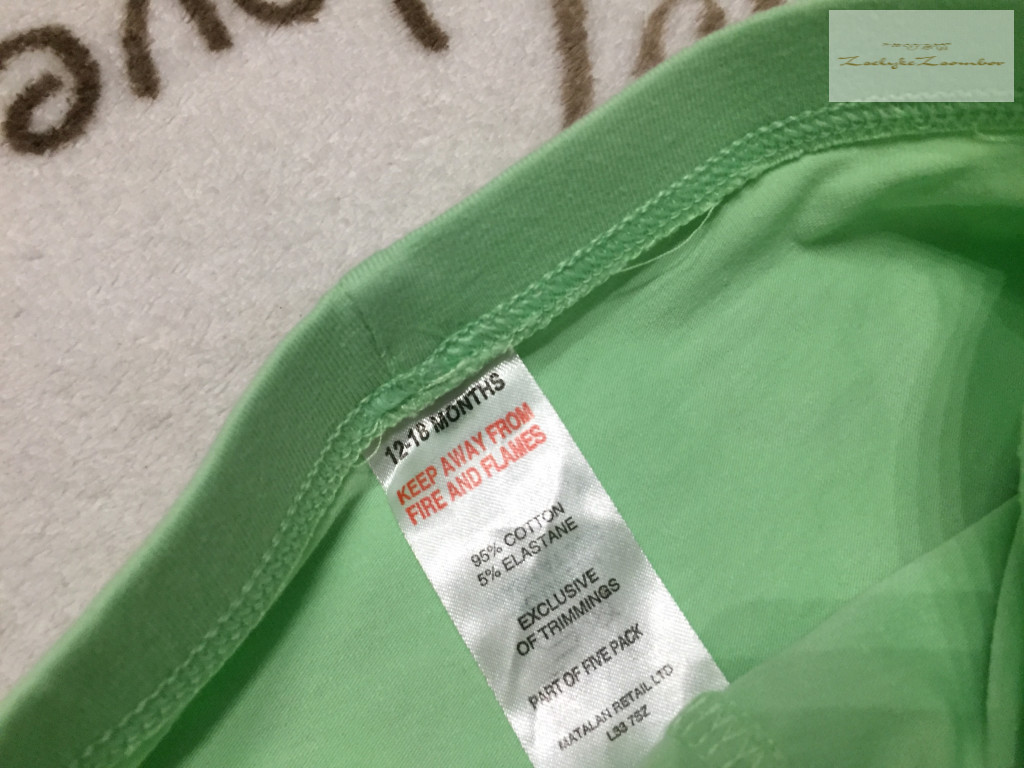 12-18 MONTHS
KEEP AWAY FROM
FIRE AND FLAMES
95% COTTON
5% ELASTANE
EXCLUSIVE
OF TRIMMINGS
PART OF FIVE PACK
MATALAN RETAIL LTD
L33 7SZ